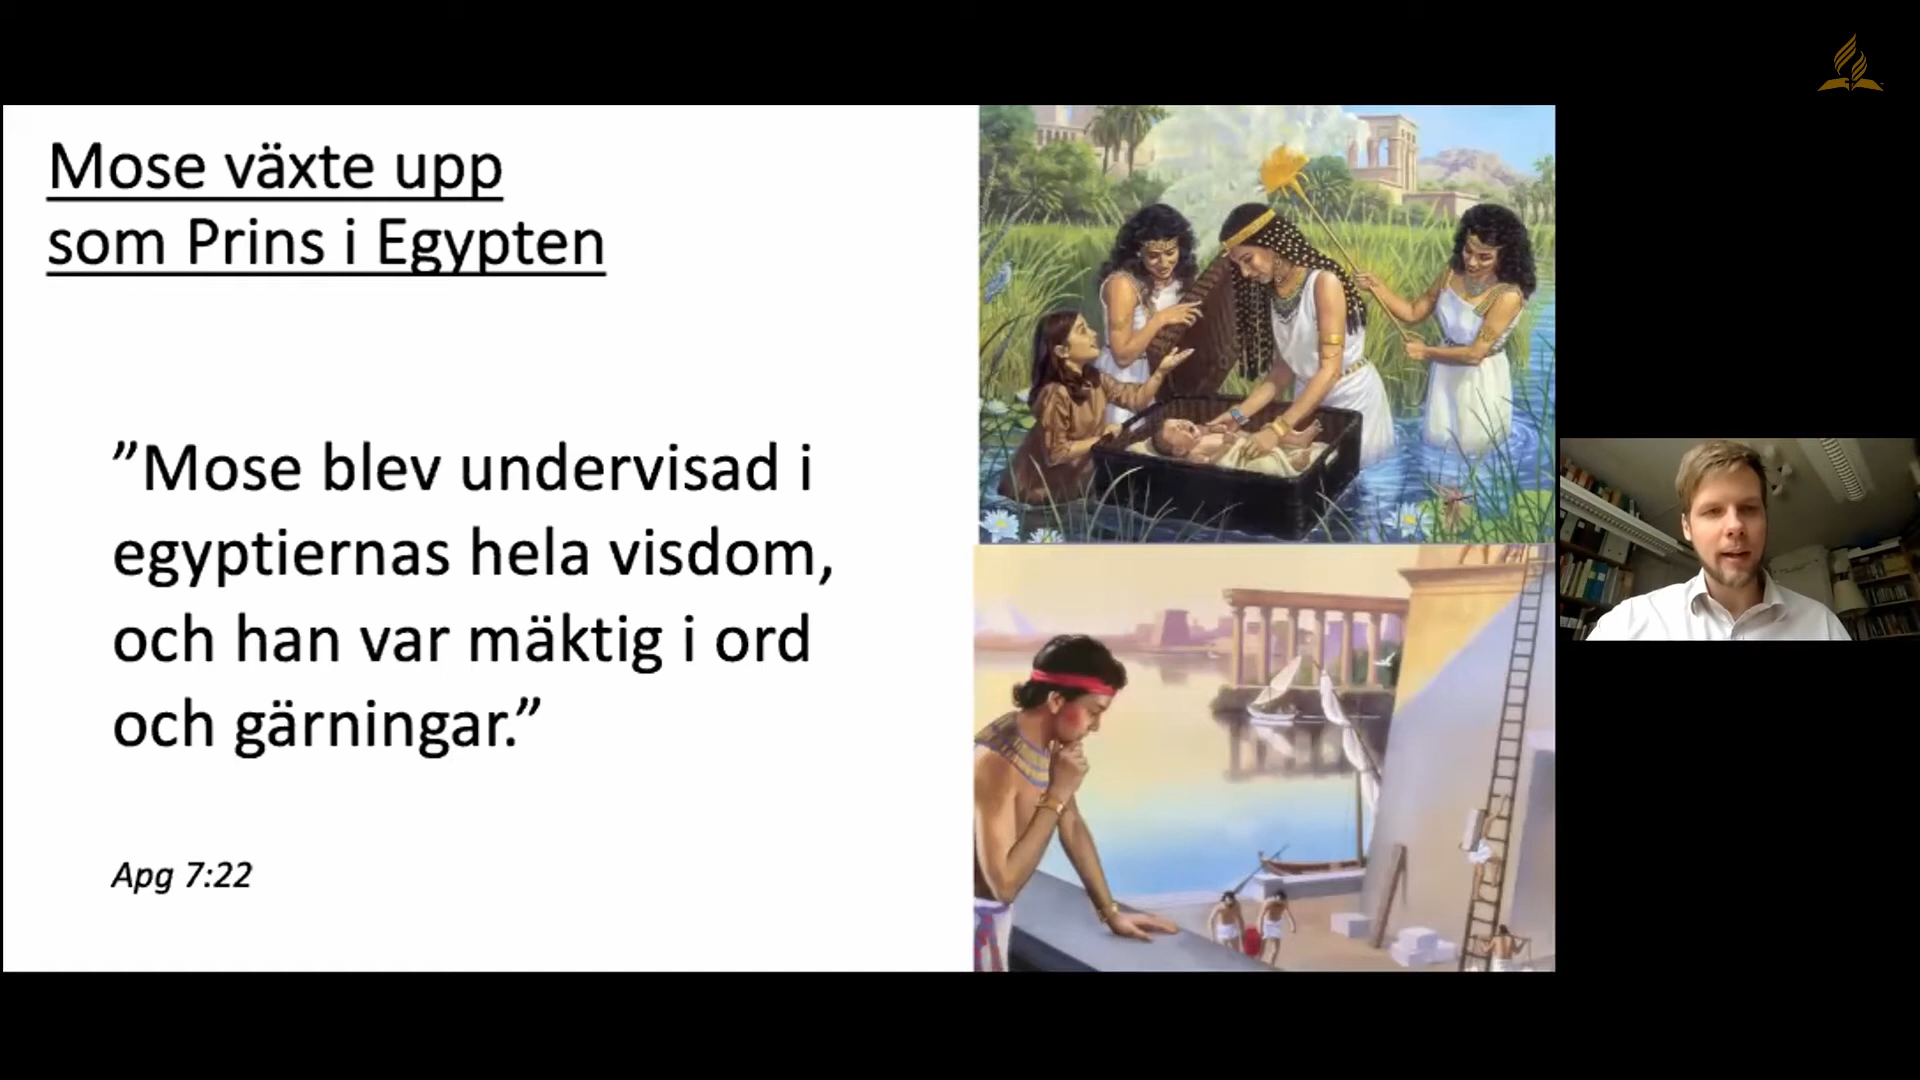 Mose växte upp
som Prins i Egypten
”Mose blev undervisad i
egyptiernas hela visdom,
och han var mäktig i ord
och gärningar.”
Apg 7:22